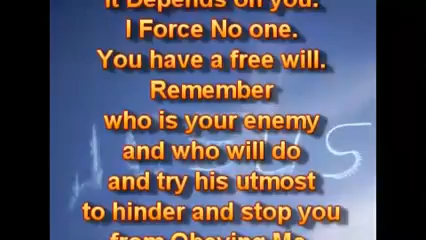 It Depends on you.
I Force No one.
You have a free will.
Remember
who is your enemy
and who will do
and try his utmost
to hinder and stop you
from Obeying Me.